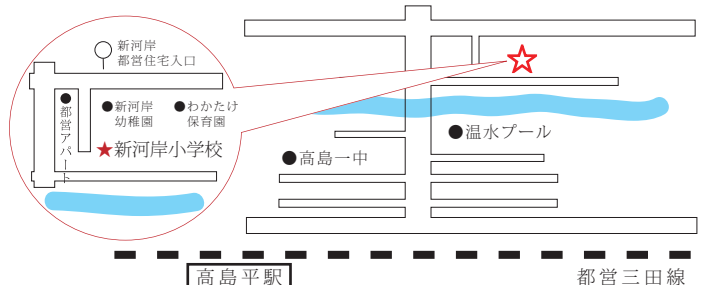 新河岸
都営住宅入口
●都営アパート
●新河岸
幼稚園
●わかたけ
保育園
★新河岸小学校
●温水プール
●高島一中
高島平駅
都営三田線